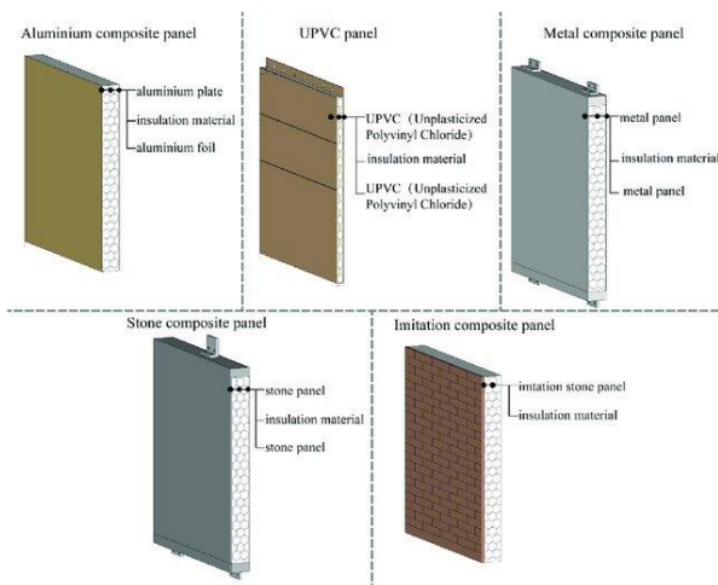 Aluminium composite panel
aluminium plate
insulation material
aluminium foil
UPVC panel
UPVC (Unplasticized
Polyvinyl Chloride)
insulation material
UPVC (Unplasticized
Polyvinyl Chloride)
Metal composite panel
metal panel
insulation material
metal panel
Stone composite panel
stone panel
insulation material
stone panel
Imitation composite panel
imtation stone panel
insulation material